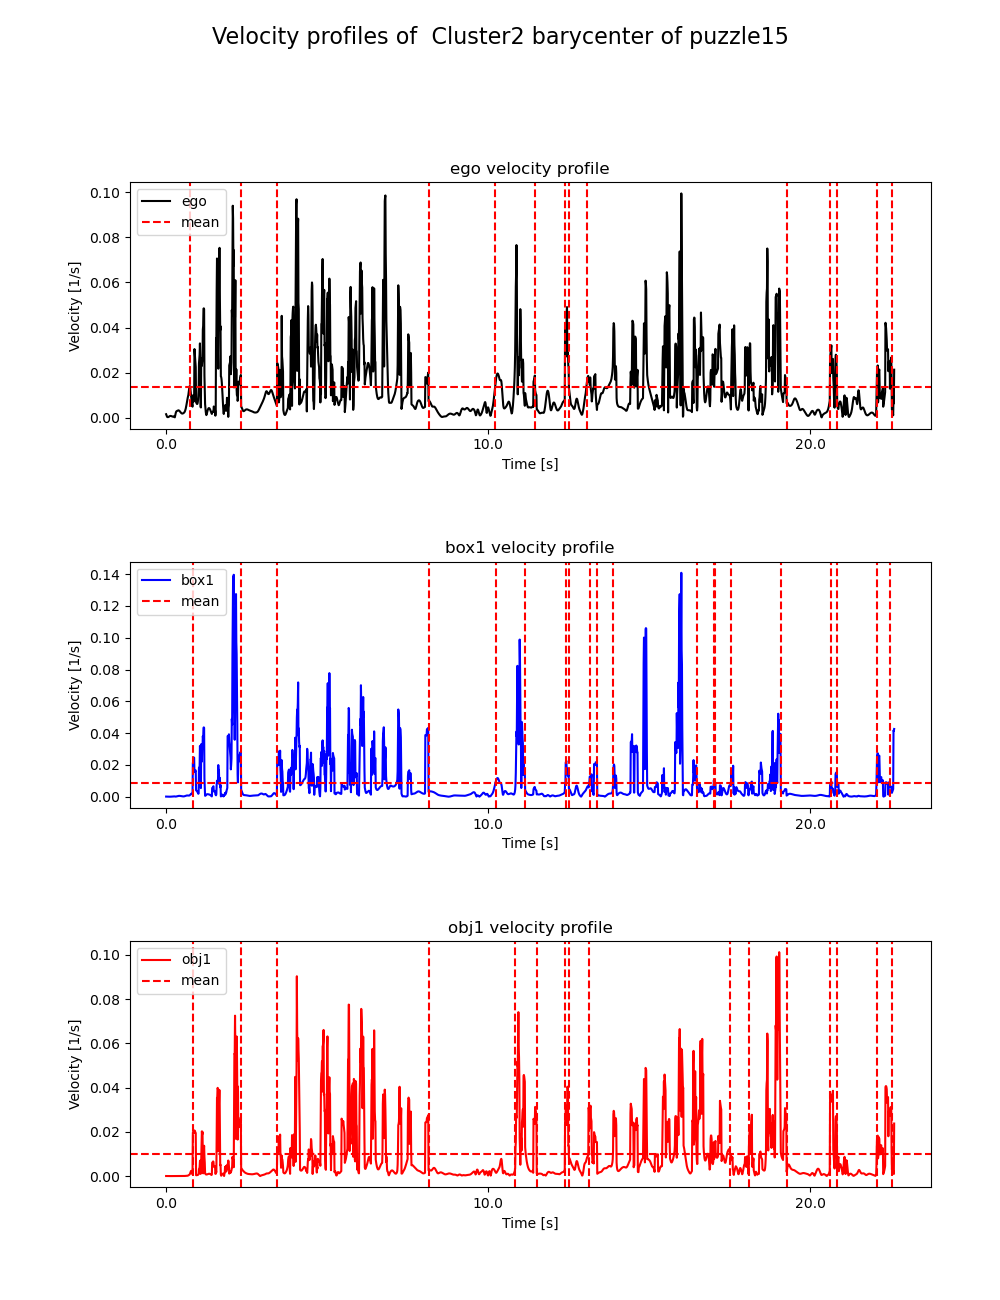 Velocity profiles of  Cluster2 barycenter of puzzle15
ego velocity profile
ego
mean
0.10
0.08
0.06
0.04
0.02
0.00
Velocity [1/s]
0.0
10.0
20.0
Time [s]
box1 velocity profile
box1
mean
0.14
0.12
0.10
0.08
0.06
0.04
0.02
0.00
Velocity [1/s]
0.0
10.0
20.0
Time [s]
obj1 velocity profile
obj1
mean
0.10
0.08
0.06
0.04
0.02
0.00
Velocity [1/s]
0.0
10.0
20.0
Time [s]